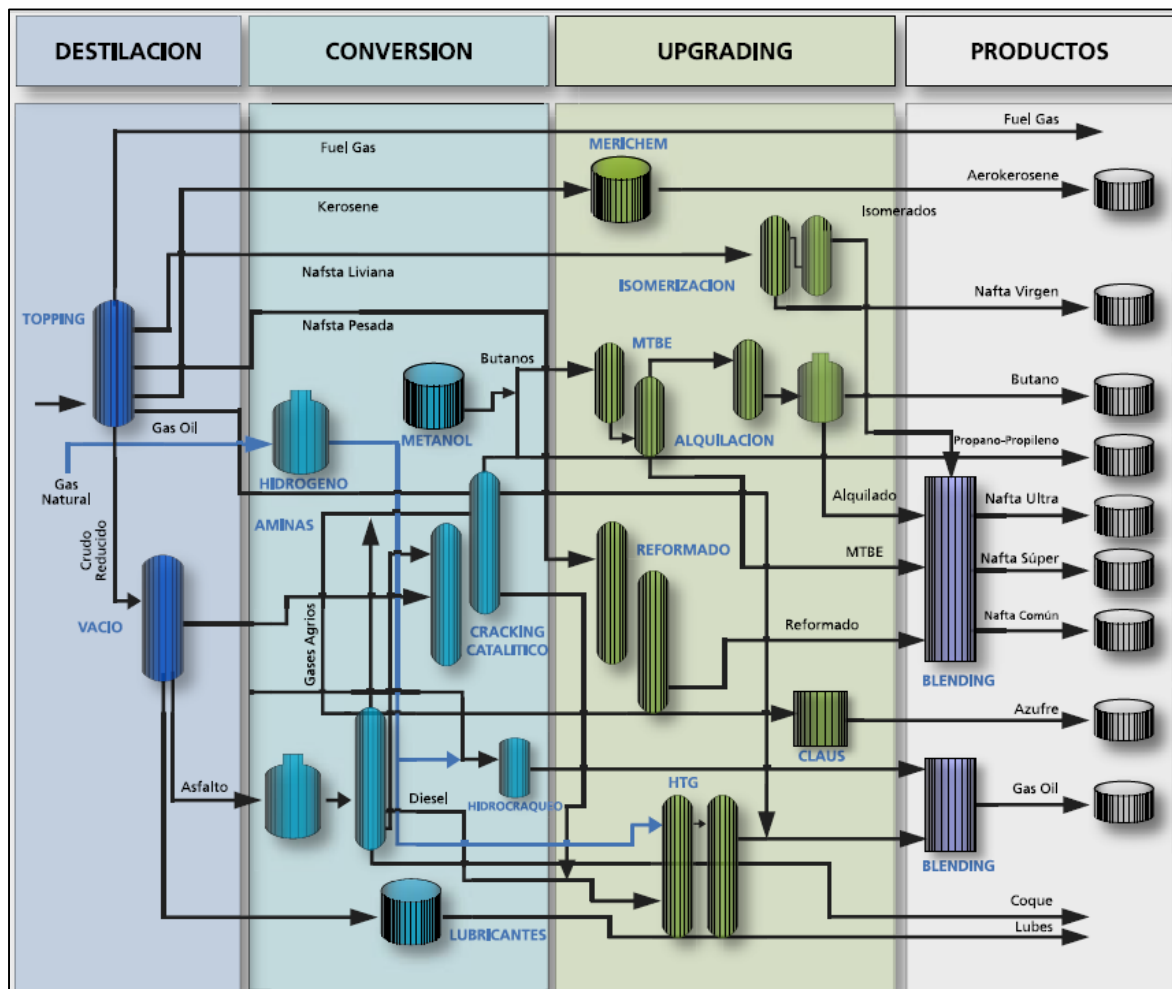 DESTILACION
CONVERSION
UPGRADING
PRODUCTOS
Fuel Gas
Fuel Gas
MERICHEM
Aerokerosene
Kerosene
Isomerados
Nafsta Liviana
ISOMERIZACION
Nafta Virgen
TOPPING
Nafsta Pesada
MTBE
Butanos
Butano
METANOL
ALQUILACION
Gas Oil
Propano-Propileno
Gas
Natural
HIDROGENO
Alquilado
Nafta Ultra
AMINAS
Crudo
Reducido
REFORMADO
MTBE
Nafta Súper
VACIO
CRACKING
CATALITICO
Gases Agrios
Reformado
Nafta Común
BLENDING
Azufre
CLAUS
Asfalto
Diesel
HIDROCRAQUEO
HTG
Gas Oil
BLENDING
Coque
LUBRICANTES
Lubes